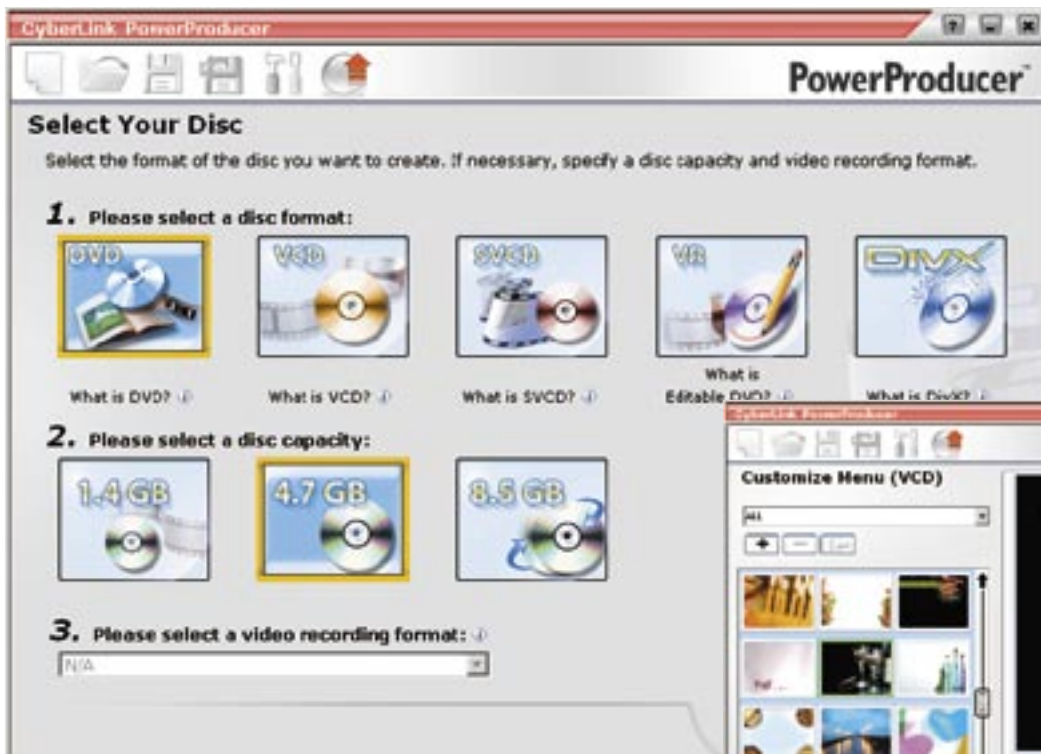 CyberLink PowerProducer
PowerProducer™
Select Your Disc
Select the format of the disc you want to create. If necessary, specify a disc capacity and video recording format.
1. Please select a disc format:
DVD
VCD
SVCD
VR
DIVX
What is DVD?
What is VCD?
What is SVCD?
What is
Editable DVD?
What is DivX?
2. Please select a disc capacity:
1.4 GB
4.7 GB
8.5 GB
3. Please select a video recording format:
N/A
CyberLink PowerProducer
Customize Menu (VCD)
ALL